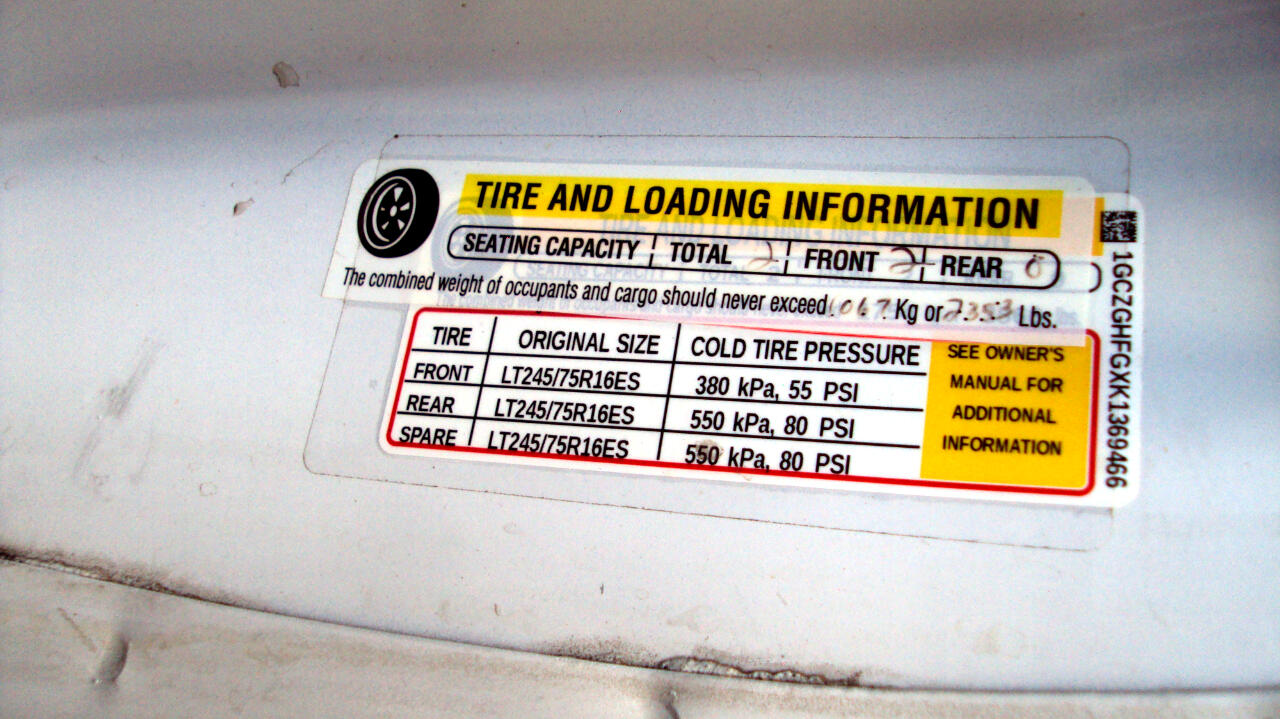 TIRE AND LOADING INFORMATION
SEATING CAPACITY TOTAL 2 FRONT 2 REAR 0
The combined weight of occupants and cargo should never exceed 1067 Kg or 2353 Lbs.
TIRE ORIGINAL SIZE COLD TIRE PRESSURE
FRONT LT245/75R16ES 380 kPa, 55 PSI
REAR LT245/75R16ES 550 kPa, 80 PSI
SPARE LT245/75R16ES 550 kPa, 80 PSI
SEE OWNER'S
MANUAL FOR
ADDITIONAL
INFORMATION
1GCZGHFGXK1369466